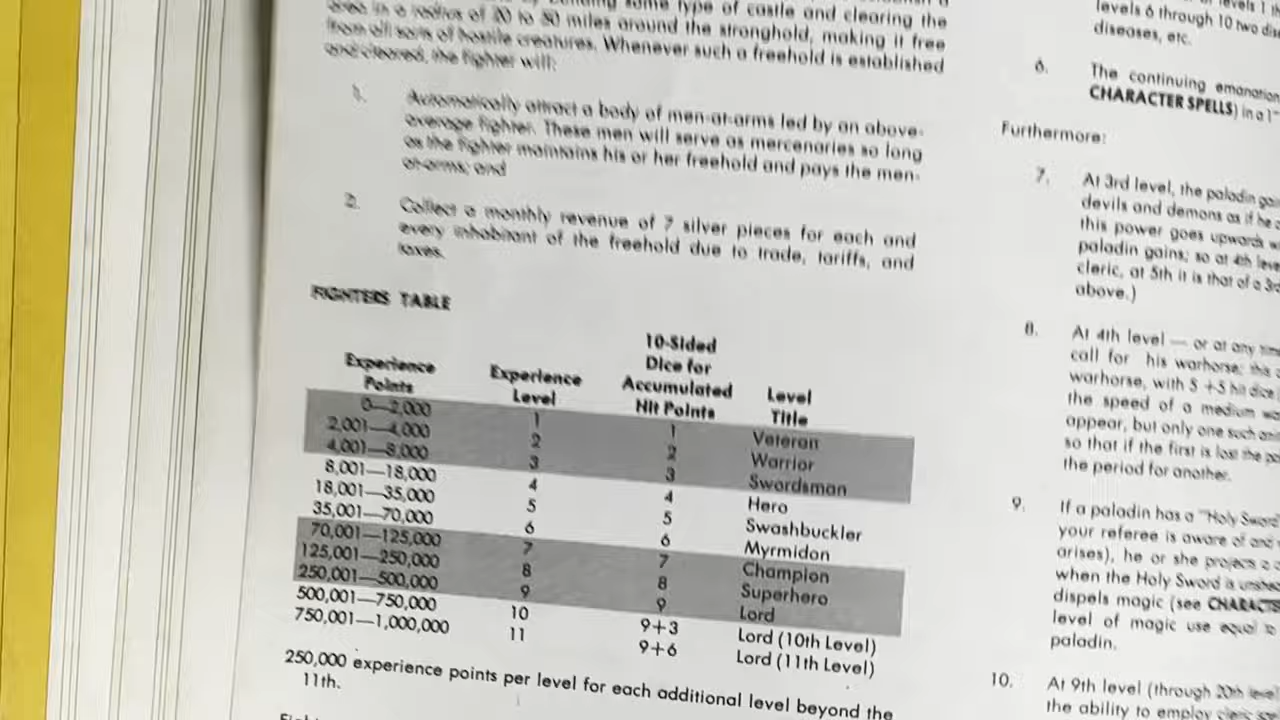 some type of castle and clearing the
area in a radius of 20 to 50 miles around the stronghold, making it free
from all sorts of hostile creatures. Whenever such a freehold is established
and cleared, the fighter will:
1. Automatically attract a body of men-at-arms led by an above-
average fighter. These men will serve as mercenaries so long
as the fighter maintains his or her freehold and pays the men-
at-arms; and
2. Collect a monthly revenue of 7 silver pieces for each and
every inhabitant of the freehold due to trade, tariffs, and
taxes.
FIGHTERS TABLE
Experience Points Experience Level 10-Sided Dice for Accumulated Hit Points Level Title
0—2,000 1 1 Veteran
2,001—4,000 2 2 Warrior
4,001—8,000 3 3 Swordsman
8,001—18,000 4 4 Hero
18,001—35,000 5 5 Swashbuckler
35,001—70,000 6 6 Myrmidon
70,001—125,000 7 7 Champion
125,001—250,000 8 8 Superhero
250,001—500,000 9 9 Lord
500,001—750,000 10 9+3 Lord (10th Level)
750,001—1,000,000 11 9+6 Lord (11th Level)
250,000 experience points per level for each additional level beyond the
11th.
levels 6 through 10 two
diseases, etc.
6. The continuing emanation
CHARACTER SPELLS) in a 1"
Furthermore:
7. At 3rd level, the paladin
devils and demons as if he
this power goes upwards
paladin gains; so at 4th
cleric, at 5th it is that of a
above.)
8. At 4th level — or at any
call for his warhorse; this
warhorse, with 5 +5 hit dice
the speed of a medium
appear, but only one such
so that if the first is lost the
the period for another.
9. If a paladin has a "Holy Sword
your referee is aware of and
arises), he or she projects a
when the Holy Sword is
dispels magic (see
level of magic use equal to
paladin.
10. At 9th level (through 20th level)
the ability to employ cleric